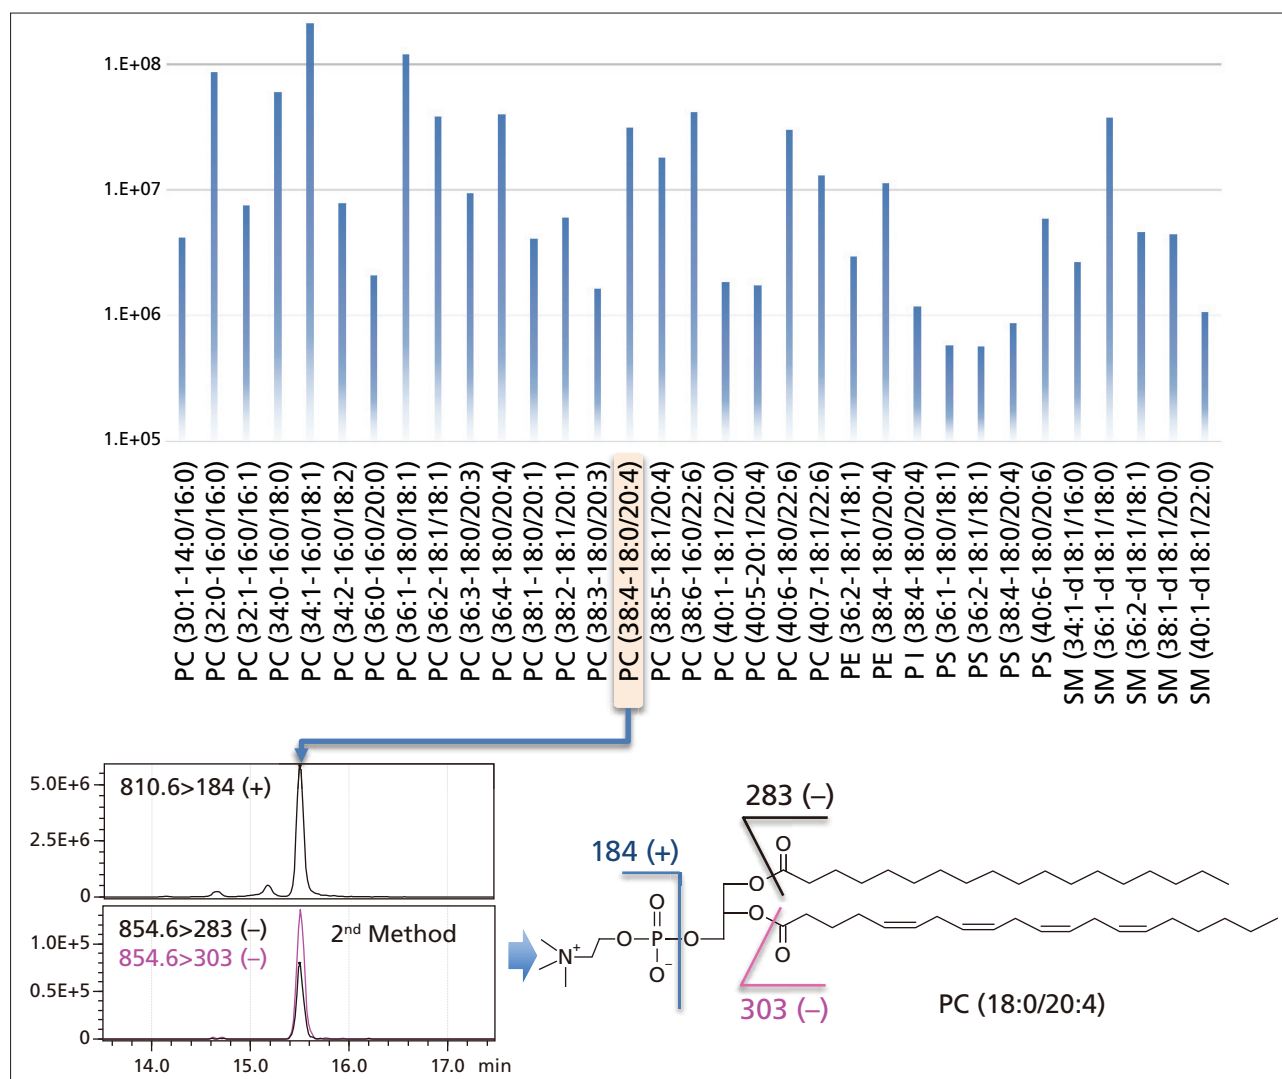 1.E+08
1.E+07
1.E+06
1.E+05
PC (30:1-14:0/16:0)
PC (32:0-16:0/16:0)
PC (32:1-16:0/16:1)
PC (34:0-16:0/18:0)
PC (34:1-16:0/18:1)
PC (34:2-16:0/18:2)
PC (36:0-16:0/20:0)
PC (36:1-18:0/18:1)
PC (36:2-18:1/18:1)
PC (36:3-18:0/20:3)
PC (36:4-18:0/20:4)
PC (38:1-18:0/20:1)
PC (38:2-18:1/20:1)
PC (38:3-18:0/20:3)
PC (38:4-18:0/20:4)
PC (38:5-18:1/20:4)
PC (38:6-16:0/22:6)
PC (40:1-18:1/22:0)
PC (40:5-20:1/20:4)
PC (40:6-18:0/22:6)
PC (40:7-18:1/22:6)
PE (36:2-18:1/18:1)
PE (38:4-18:0/20:4)
PI (38:4-18:0/20:4)
PS (36:1-18:0/18:1)
PS (36:2-18:1/18:1)
PS (38:4-18:0/20:4)
PS (40:6-18:0/20:6)
SM (34:1-d18:1/16:0)
SM (36:1-d18:1/18:0)
SM (36:2-d18:1/18:1)
SM (38:1-d18:1/20:0)
SM (40:1-d18:1/22:0)
5.0E+6
2.5E+6
0
810.6>184 (+)
1.0E+5
0.5E+5
0
854.6>283 (–)
854.6>303 (–)
2nd Method
14.0 15.0 16.0 17.0 min
283 (–)
184 (+)
O
O
O
O
O
P
O
N+
O–
O
303 (–)
PC (18:0/20:4)